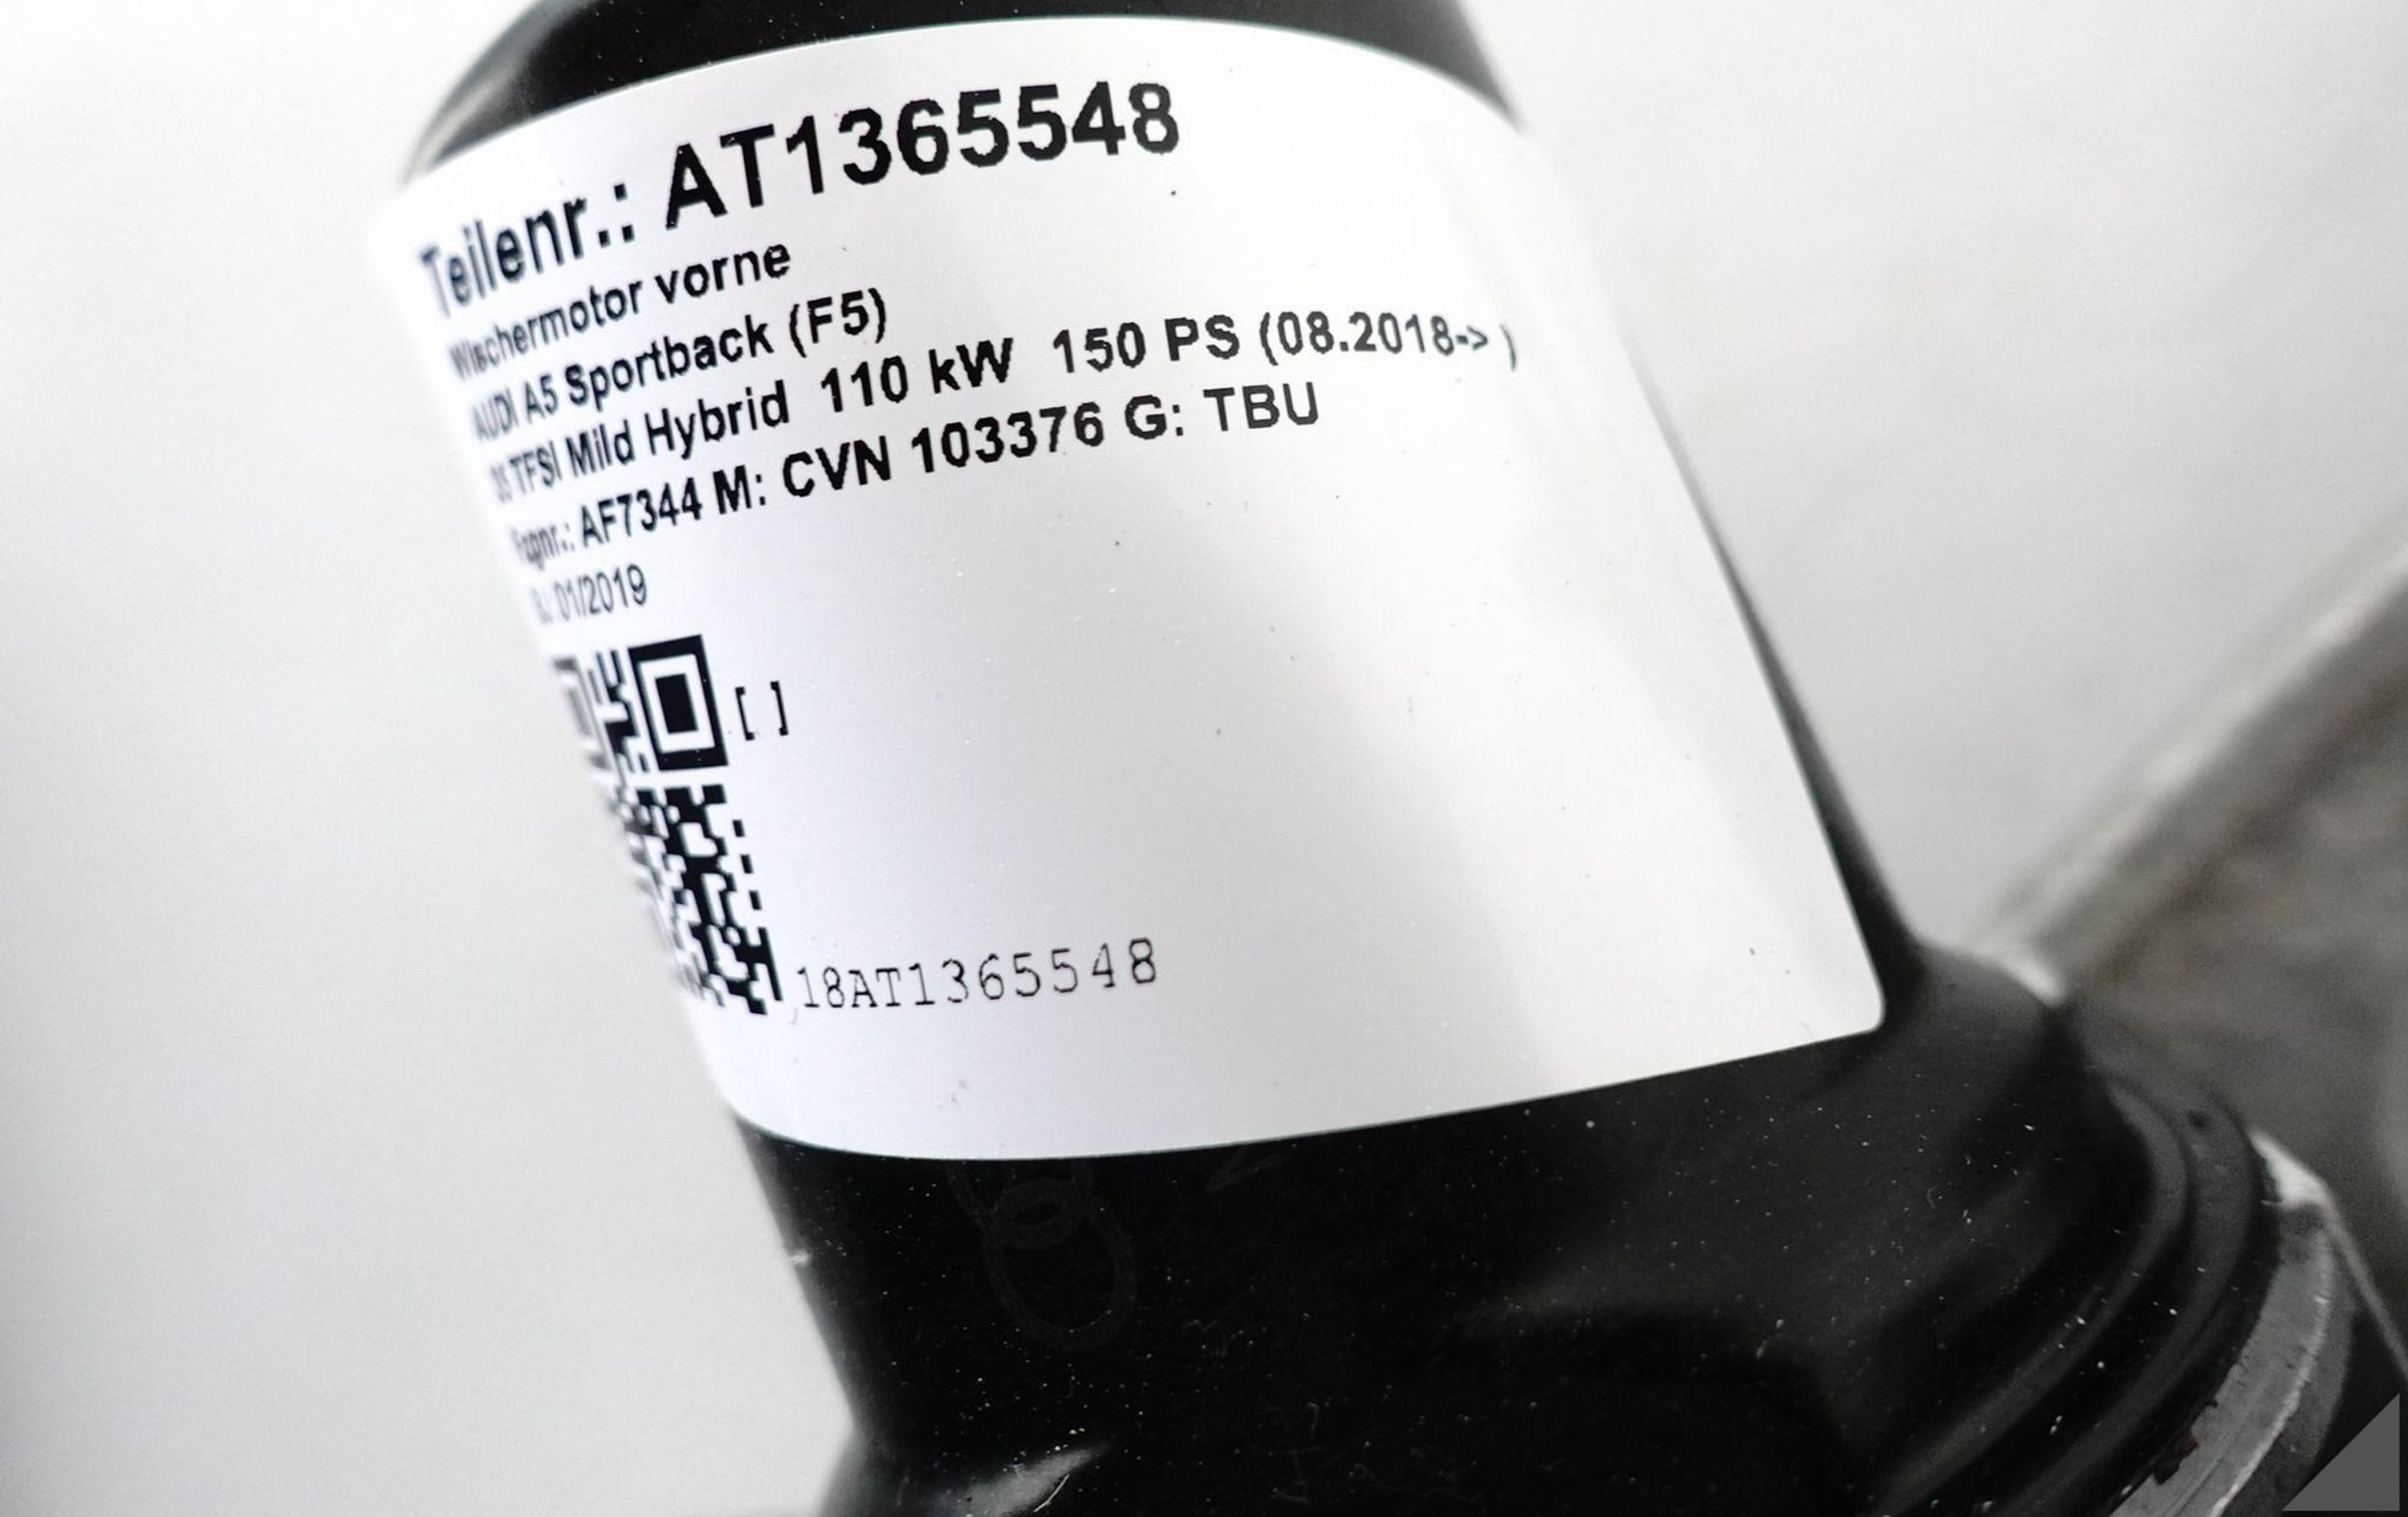 Teilenr.: AT1365548
Wischermotor vorne
AUDI A5 Sportback (F5)
35 TFSI Mild Hybrid 110 kW 150 PS (08.2018-> )
AF7344 M: CVN 103376 G: TBU
01/2019
[ ]
18AT1365548